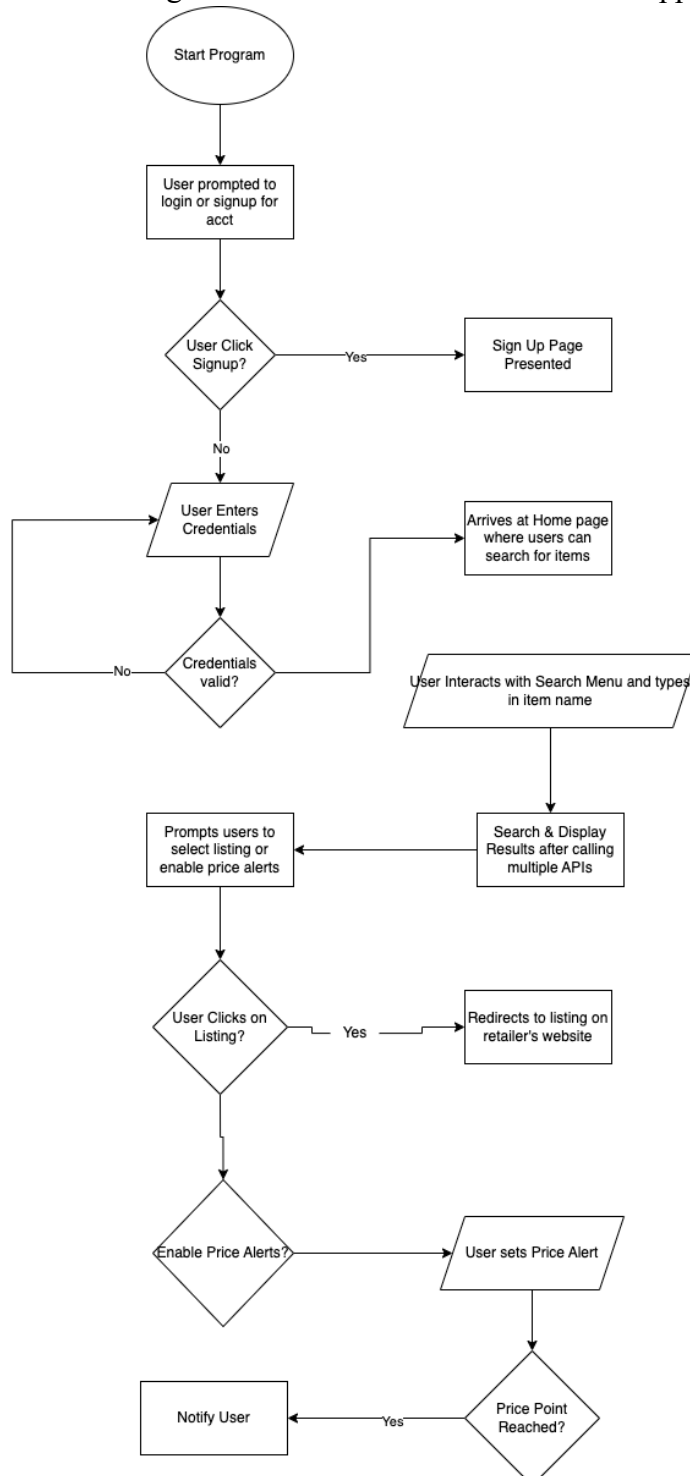 Start Program
User prompted to
login or signup for
acct
User Click
Signup?
Yes
Sign Up Page
Presented
No
User Enters
Credentials
Arrives at Home page
where users can
search for items
Credentials
valid?
No
User Interacts with Search Menu and types
in item name
Prompts users to
select listing or
enable price alerts
Search & Display
Results after calling
multiple APIs
User Clicks on
Listing?
Yes
Redirects to listing on
retailer's website
Enable Price Alerts?
User sets Price Alert
Notify User
Yes
Price Point
Reached?